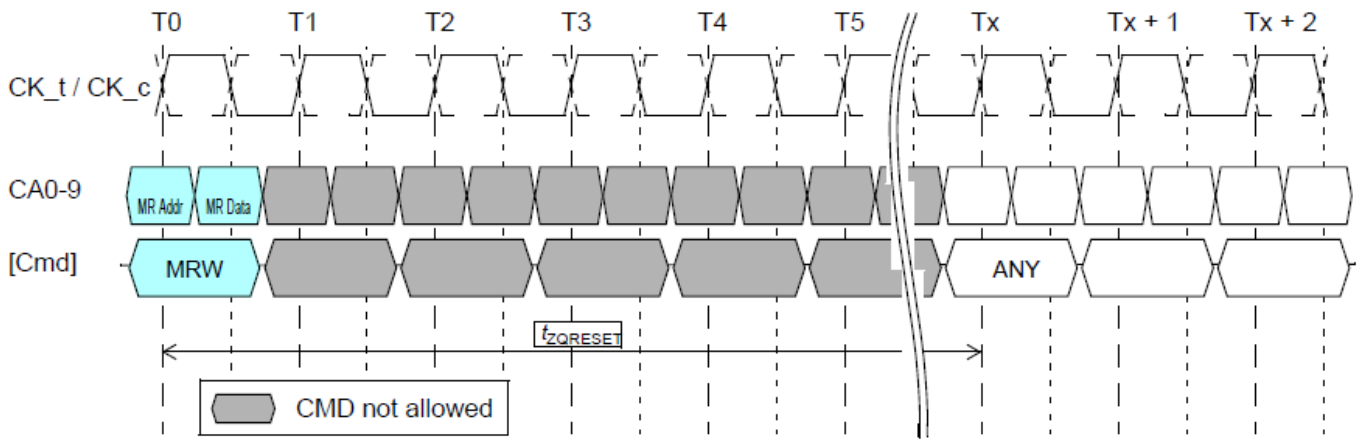 T0 T1 T2 T3 T4 T5 Tx Tx + 1 Tx + 2
CK_t / CK_c
CA0-9 MR Addr MR Data
[Cmd] MRW ANY
tZQRESET
CMD not allowed